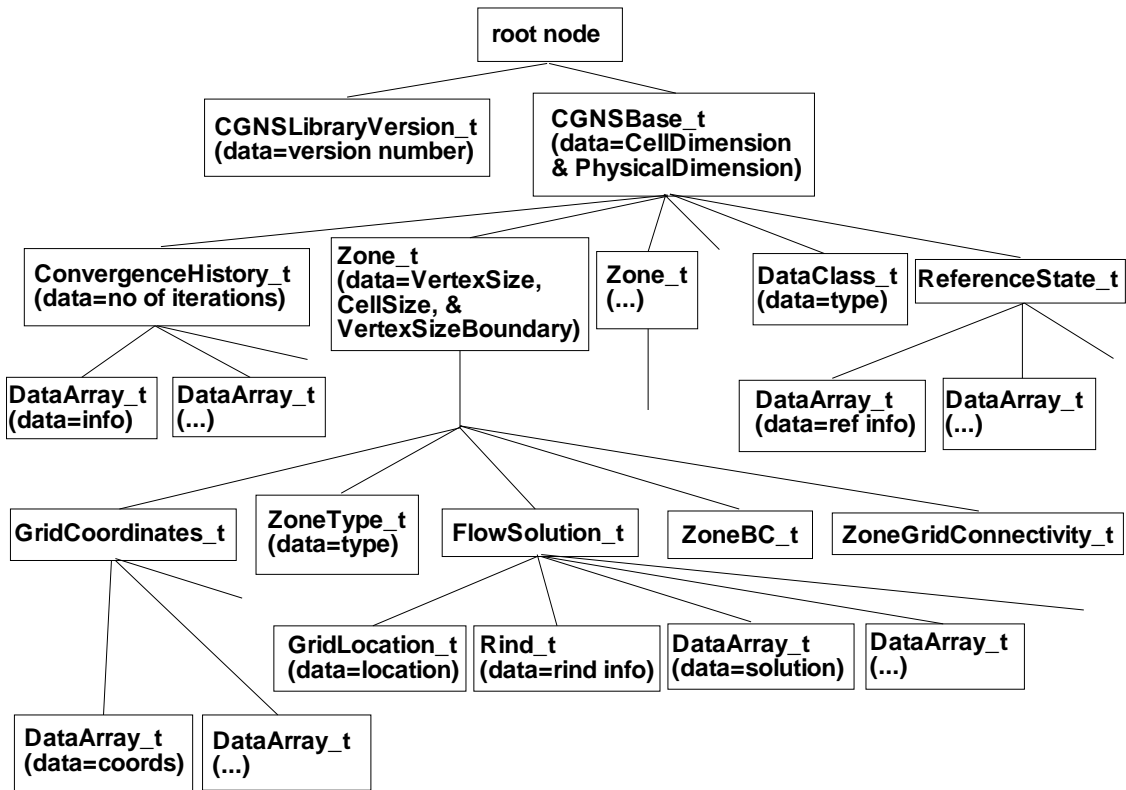 root node
CGNSLibraryVersion_t
(data=version number)
CGNSBase_t
(data=CellDimension
& PhysicalDimension)
ConvergenceHistory_t
(data=no of iterations)
Zone_t
(data=VertexSize,
CellSize, &
VertexSizeBoundary)
Zone_t
(...)
DataClass_t
(data=type)
ReferenceState_t
DataArray_t
(data=info)
DataArray_t
(...)
DataArray_t
(data=ref info)
DataArray_t
(...)
GridCoordinates_t
ZoneType_t
(data=type)
FlowSolution_t
ZoneBC_t
ZoneGridConnectivity_t
GridLocation_t
(data=location)
Rind_t
(data=rind info)
DataArray_t
(data=solution)
DataArray_t
(...)
DataArray_t
(data=coords)
DataArray_t
(...)